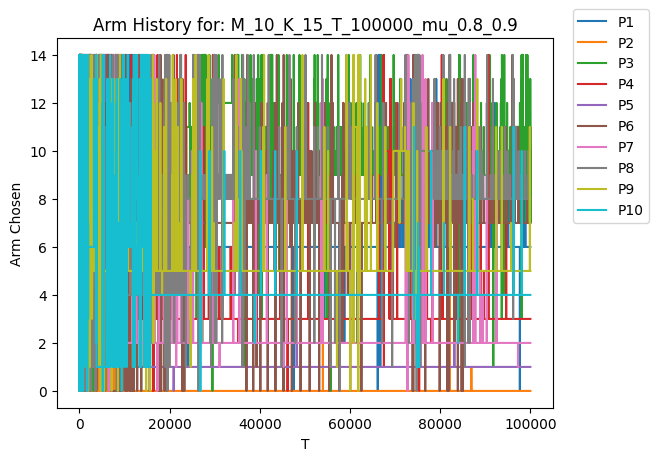 Arm History for: M_10_K_15_T_100000_mu_0.8_0.9
Arm Chosen
14
12
10
8
6
4
2
0
0 20000 40000 60000 80000 100000
T
P1
P2
P3
P4
P5
P6
P7
P8
P9
P10